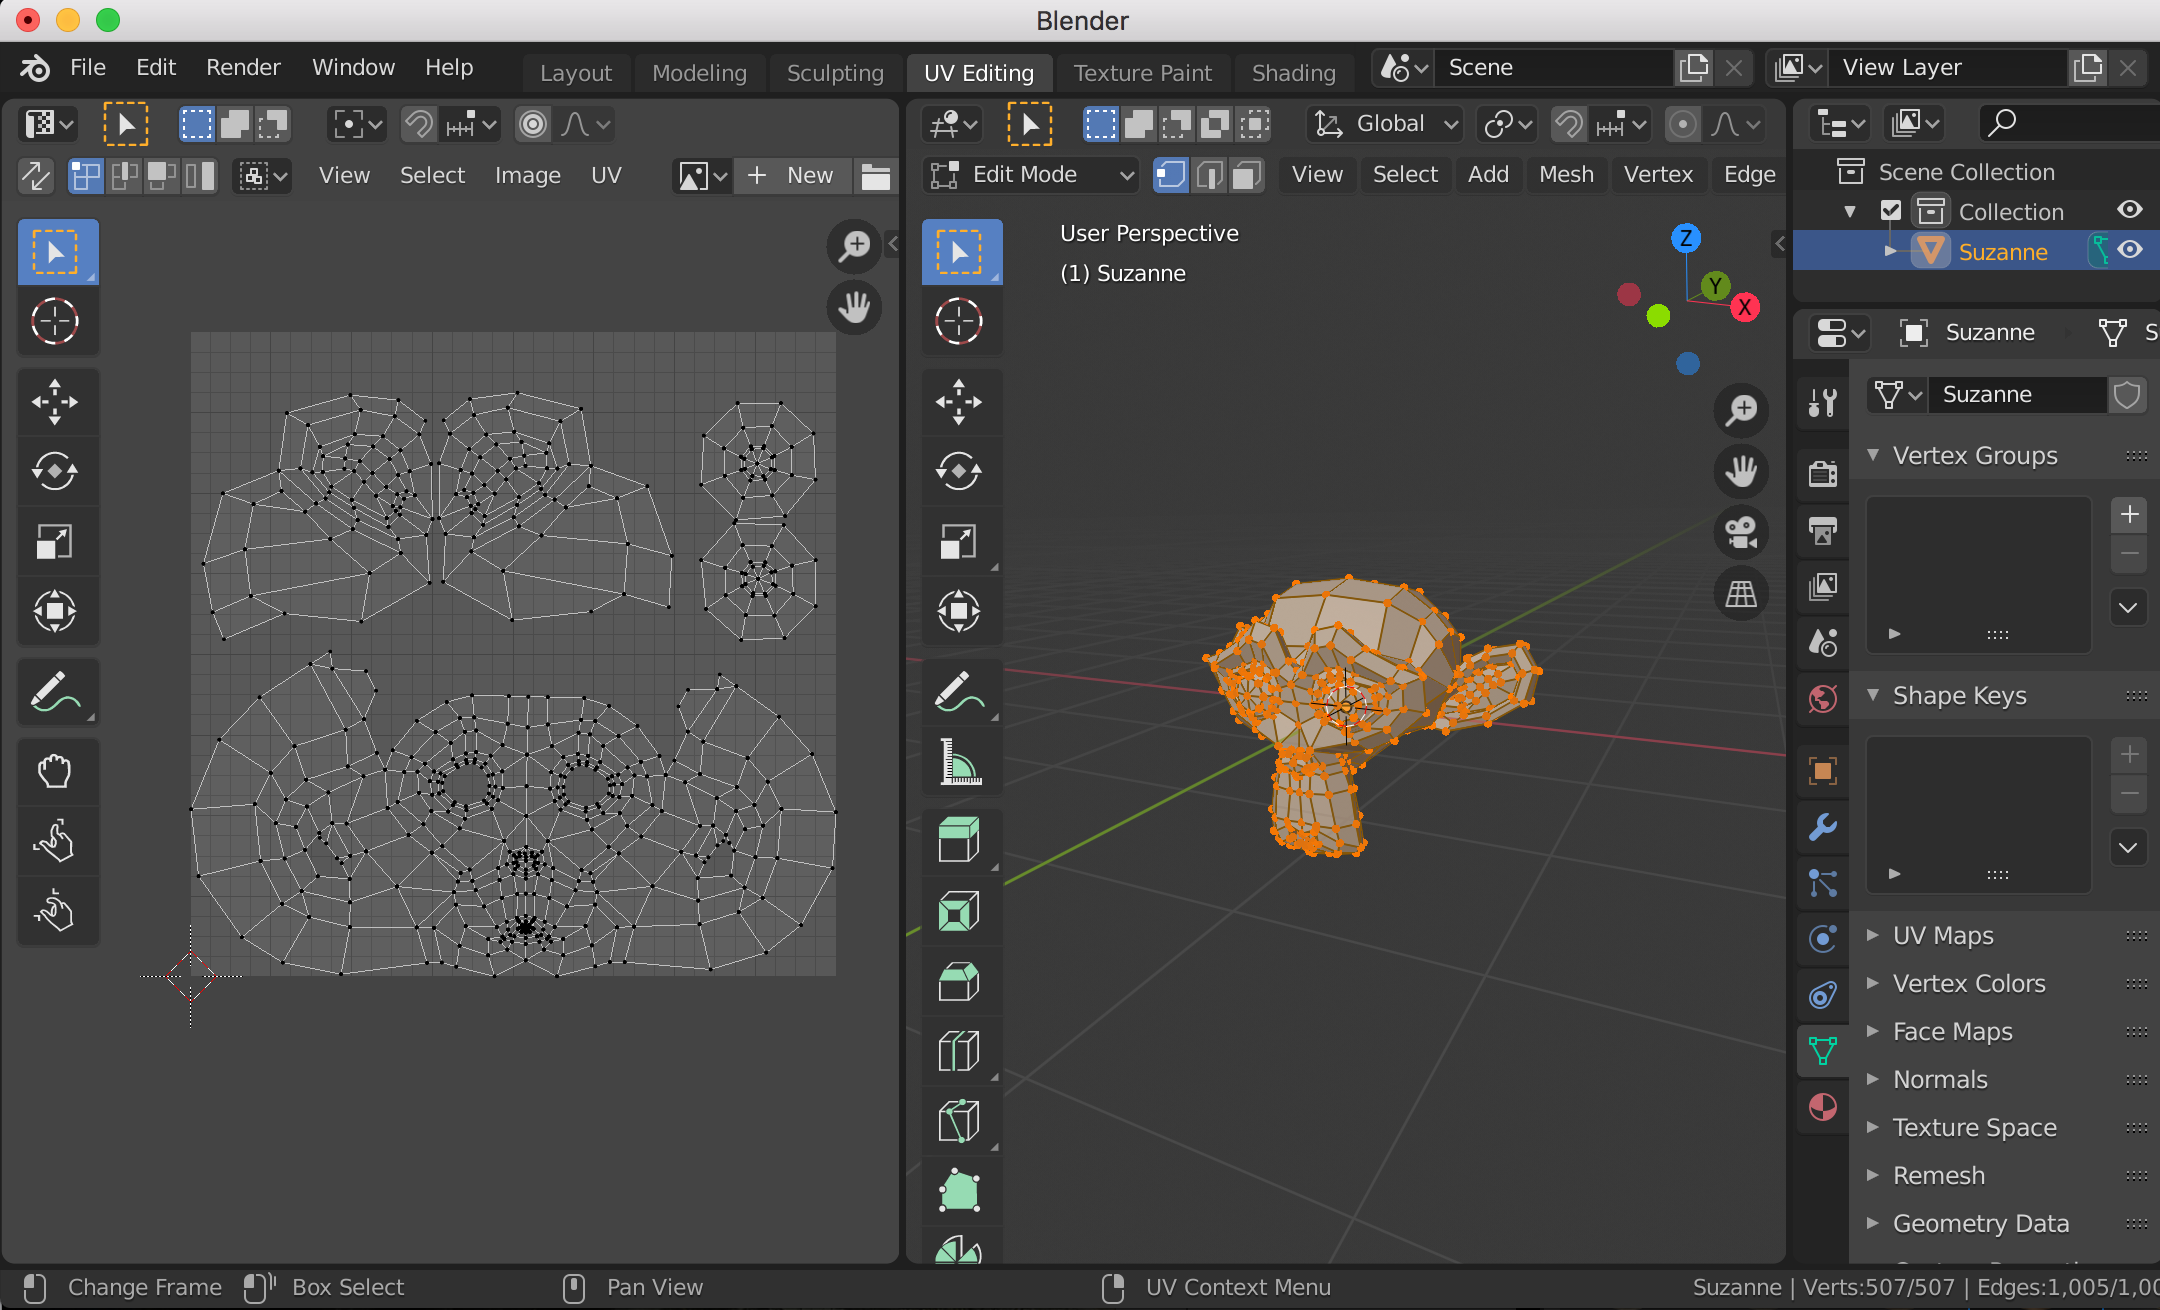 Blender
File Edit Render Window Help Layout Modeling Sculpting UV Editing Texture Paint Shading Scene View Layer
Global
View Select Image UV New Edit Mode View Select Add Mesh Vertex Edge
Scene Collection
Collection
Suzanne
User Perspective
(1) Suzanne
Z
Y
X
Suzanne S
Suzanne
Vertex Groups
Shape Keys
UV Maps
Vertex Colors
Face Maps
Normals
Texture Space
Remesh
Geometry Data
Change Frame Box Select Pan View UV Context Menu Suzanne | Verts:507/507 | Edges:1,005/1,00